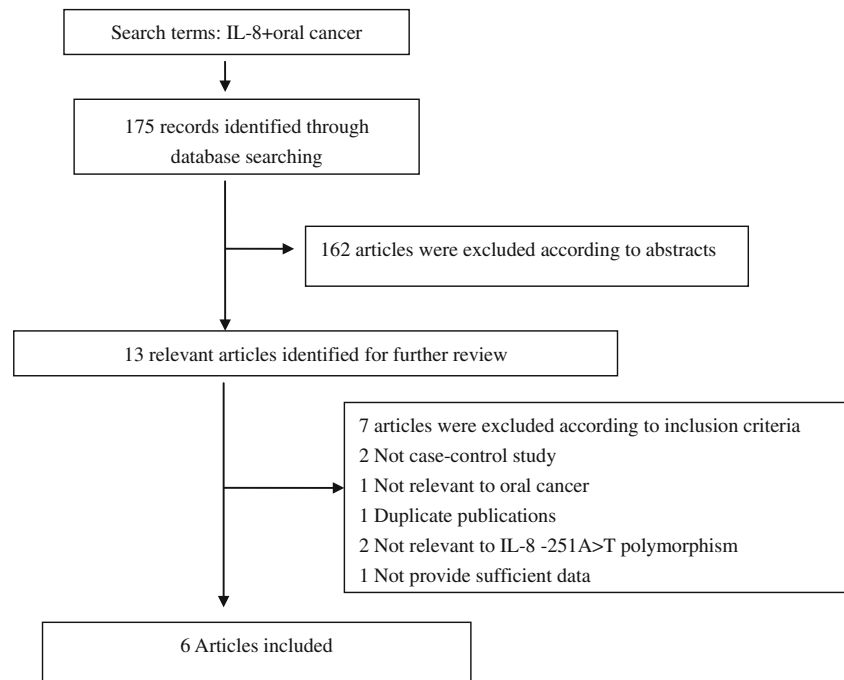 Search terms: IL-8+oral cancer
175 records identified through
database searching
162 articles were excluded according to abstracts
13 relevant articles identified for further review
7 articles were excluded according to inclusion criteria
2 Not case-control study
1 Not relevant to oral cancer
1 Duplicate publications
2 Not relevant to IL-8 -251A>T polymorphism
1 Not provide sufficient data
6 Articles included